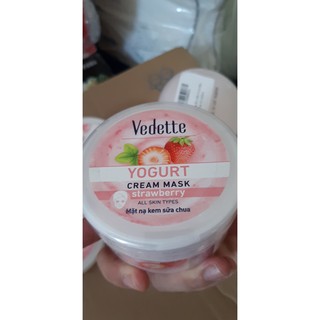 Vedette
YOGURT
CREAM MASK
strawberry
ALL SKIN TYPES
Mặt nạ kem sữa chua